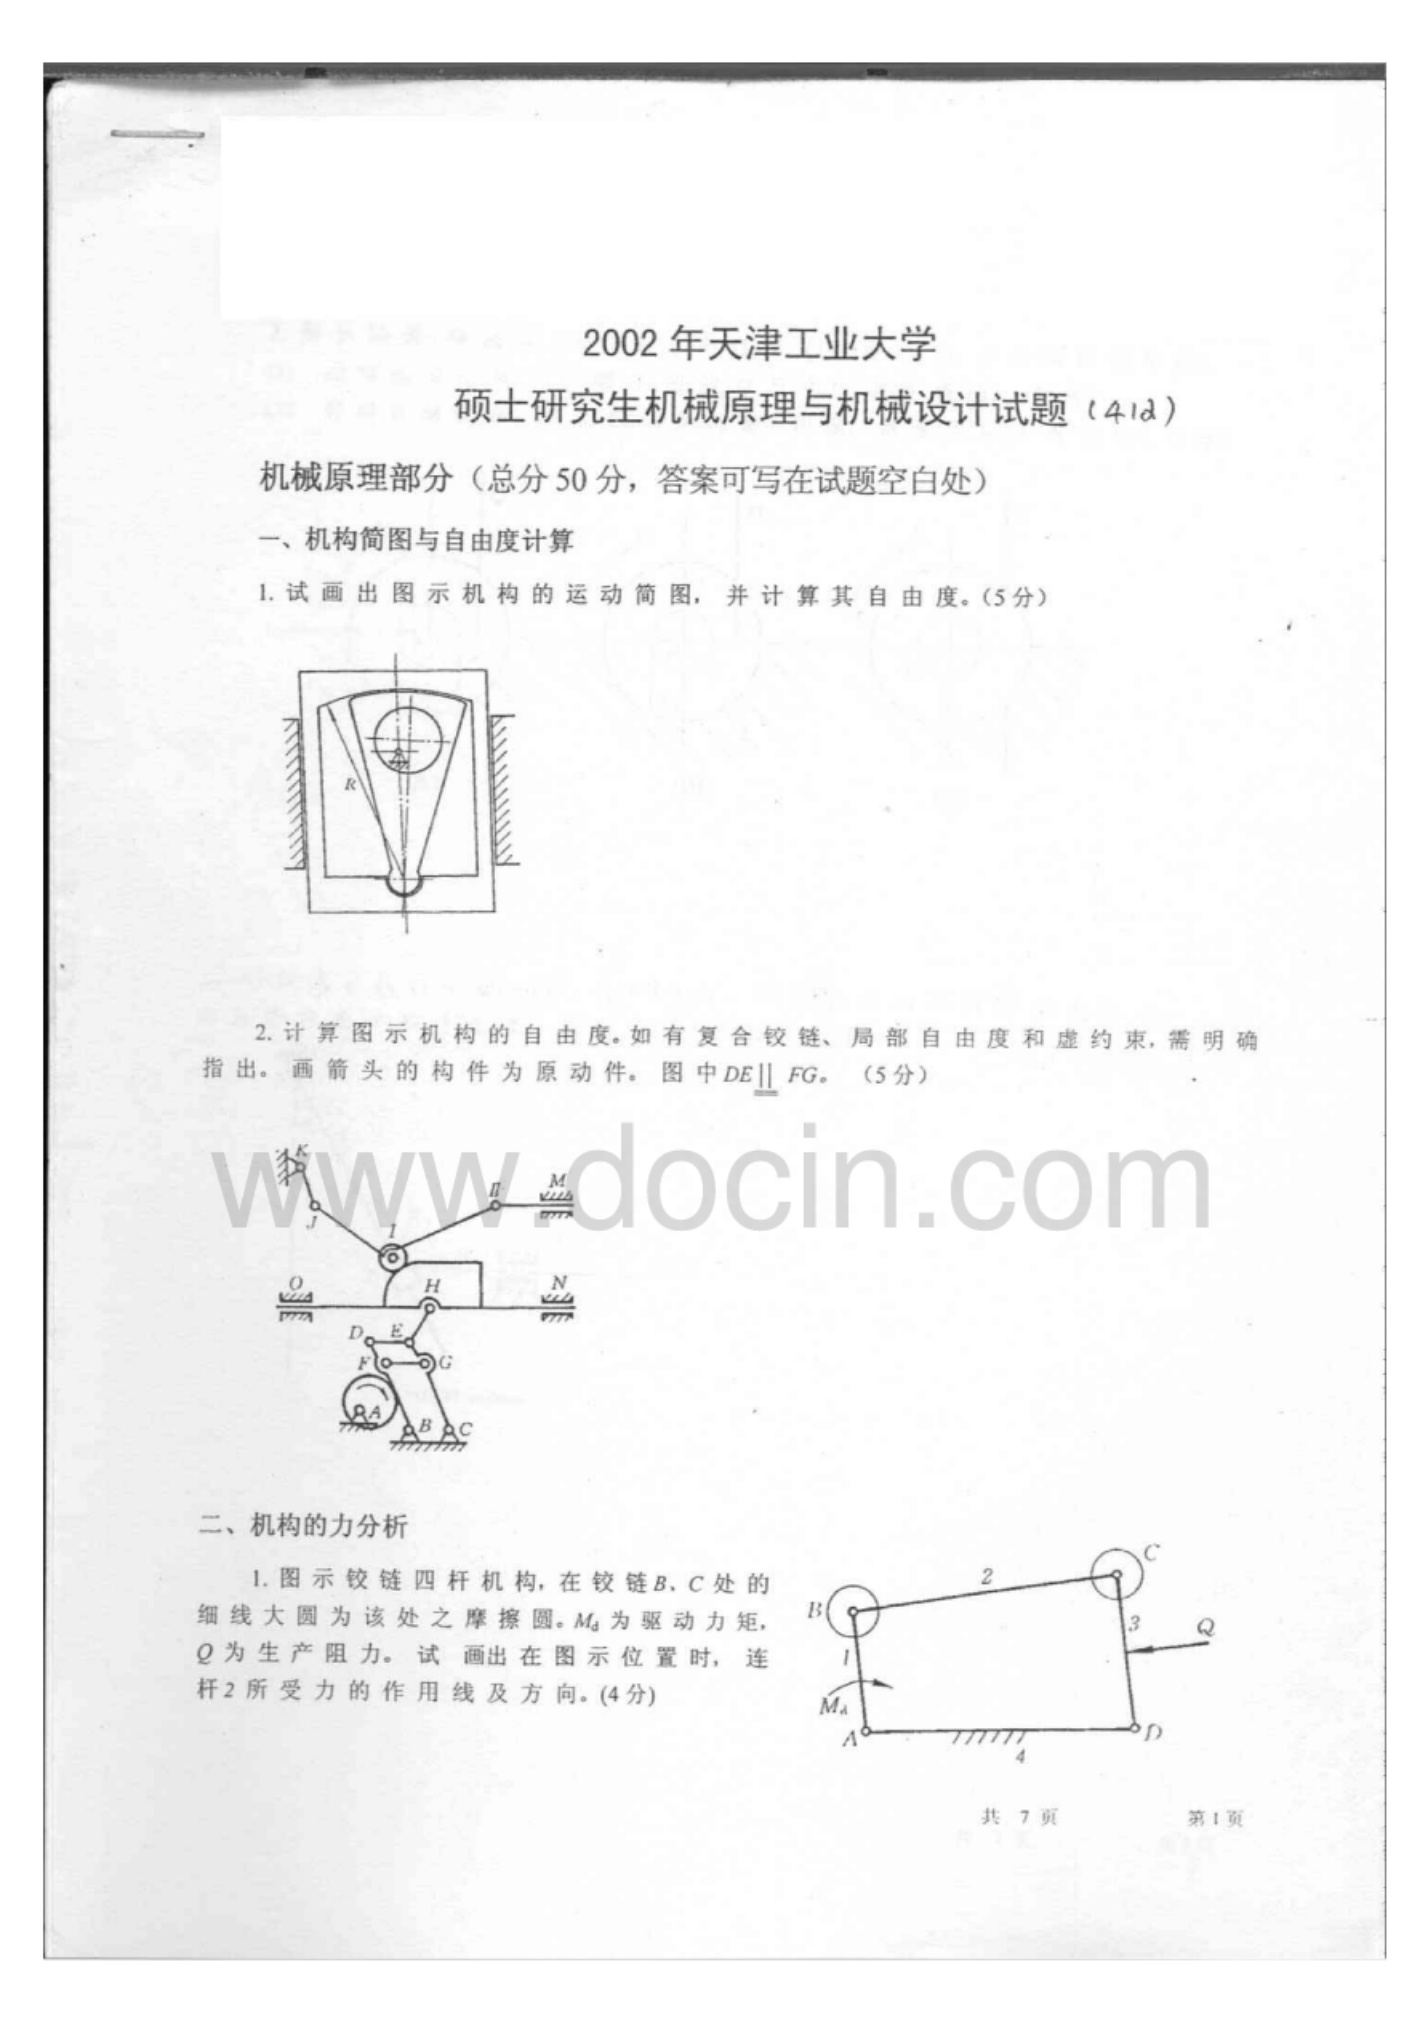 2002年天津工业大学
硕士研究生机械原理与机械设计试题(412)
机械原理部分(总分50分,答案可写在试题空白处)
一、机构简图与自由度计算
1. 试画出图示机构的运动简图,并计算其自由度。(5分)
R
2. 计算图示机构的自由度。如有复合铰链、局部自由度和虚约束,需明确
指出。画箭头的构件为原动件。图中DE || FG。(5分)
www.docin.com
K
M
J
I
O
H
N
D E
F G
A
B C
二、机构的力分析
1. 图示铰链四杆机构,在铰链B、C处的
细线大圆为该处之摩擦圆。Md为驱动力矩,
Q为生产阻力。试 画出在图示位置时,连
杆2所受力的作用线及方向。(4分)
C
2
B
3
Q
1
Md
A
D
4
共 7 页 第1页